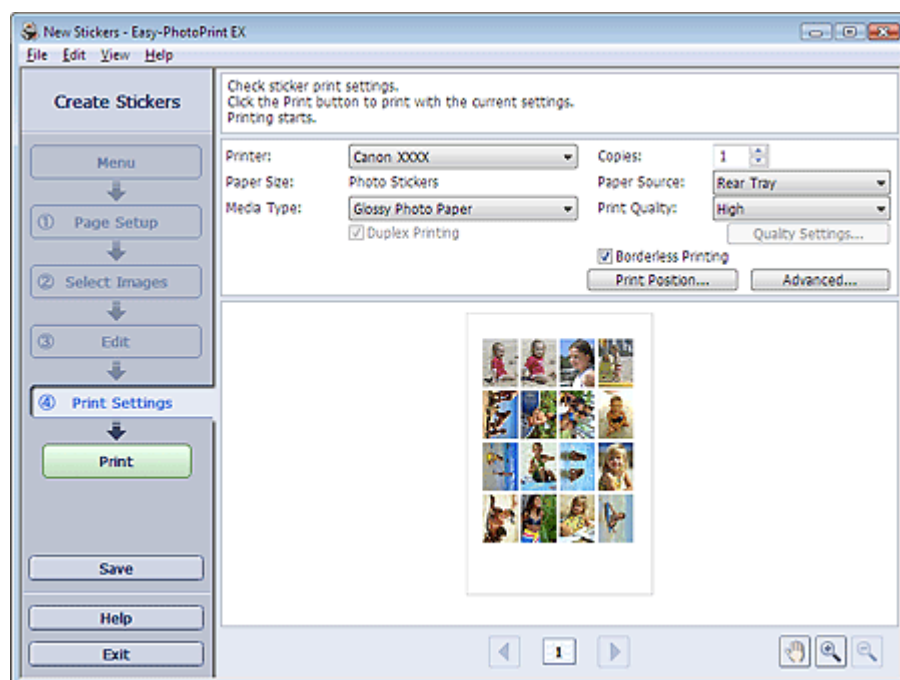 New Stickers - Easy-PhotoPrint EX
File Edit View Help
Create Stickers
Menu
① Page Setup
② Select Images
③ Edit
④ Print Settings
Print
Save
Help
Exit
Check sticker print settings.
Click the Print button to print with the current settings.
Printing starts.
Printer: Canon XXXX Copies: 1
Paper Size: Photo Stickers Paper Source: Rear Tray
Media Type: Glossy Photo Paper Print Quality: High
Duplex Printing Quality Settings...
Borderless Printing
Print Position... Advanced...
1